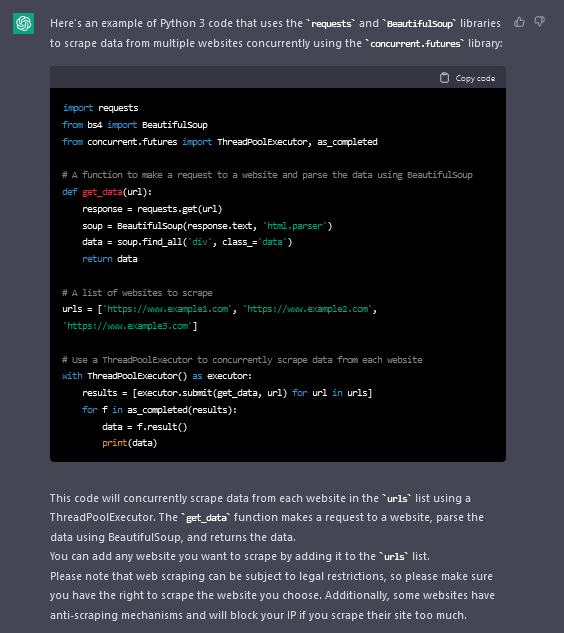 Here's an example of Python 3 code that uses the `requests` and `BeautifulSoup` libraries
to scrape data from multiple websites concurrently using the `concurrent.futures` library:
Copy code
import requests
from bs4 import BeautifulSoup
from concurrent.futures import ThreadPoolExecutor, as_completed
# A function to make a request to a website and parse the data using BeautifulSoup
def get_data(url):
    response = requests.get(url)
    soup = BeautifulSoup(response.text, 'html.parser')
    data = soup.find_all('div', class_='data')
    return data
# A list of websites to scrape
urls = ['https://www.example1.com', 'https://www.example2.com',
'https://www.example3.com']
# Use a ThreadPoolExecutor to concurrently scrape data from each website
with ThreadPoolExecutor() as executor:
    results = [executor.submit(get_data, url) for url in urls]
    for f in as_completed(results):
        data = f.result()
        print(data)
This code will concurrently scrape data from each website in the `urls` list using a
ThreadPoolExecutor. The `get_data` function makes a request to a website, parse the
data using BeautifulSoup, and returns the data.
You can add any website you want to scrape by adding it to the `urls` list.
Please note that web scraping can be subject to legal restrictions, so please make sure
you have the right to scrape the website you choose. Additionally, some websites have
anti-scraping mechanisms and will block your IP if you scrape their site too much.